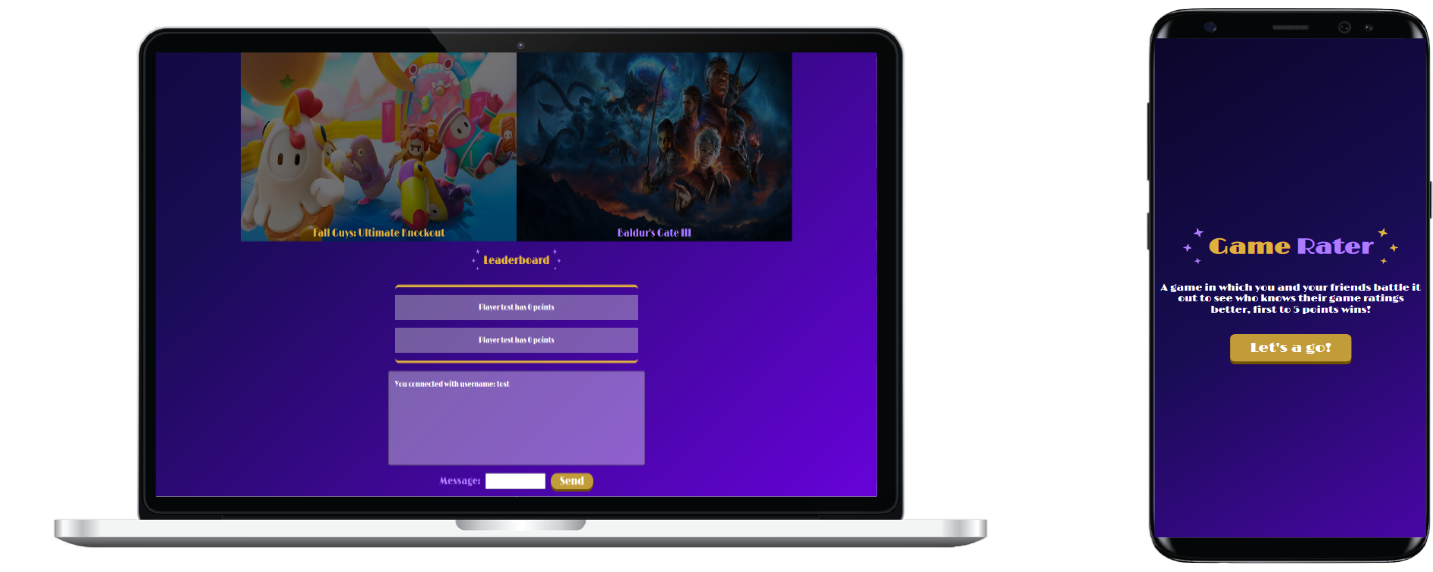 Fall Guys: Ultimate Knockout
Baldur's Gate III
Leaderboard
Player test has 0 points
Player test has 0 points
You connected with username: test
Message:
Send
Game Rater
A game in which you and your friends battle it
out to see who knows their game ratings
better, first to 5 points wins!
Let's a go!